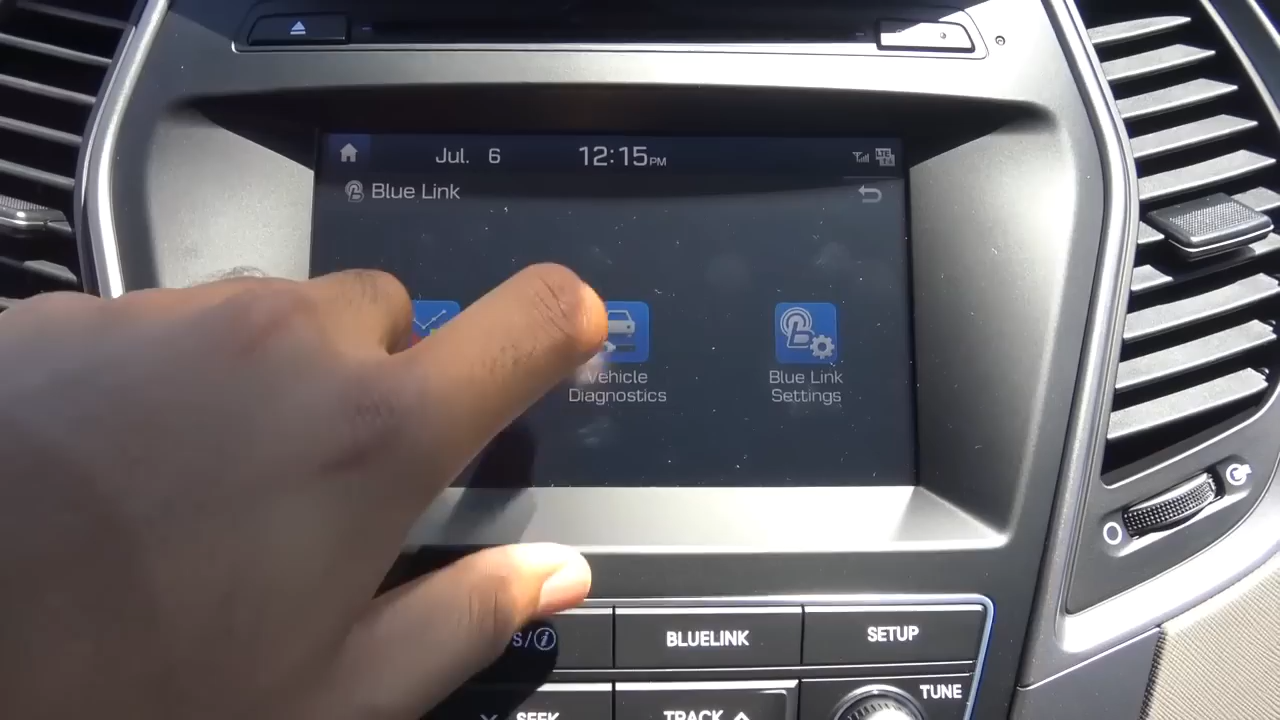 Jul. 6 12:15PM
Blue Link
Vehicle
Diagnostics
Blue Link
Settings
BLUELINK
SETUP
SEEK
TRACK
TUNE